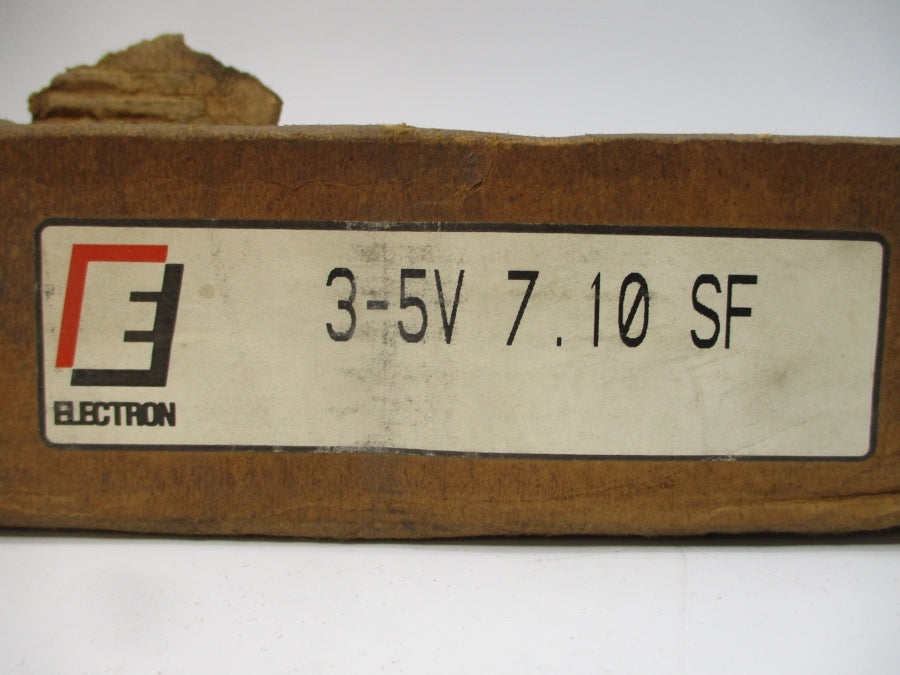 3-5V 7.10 SF
ELECTRON